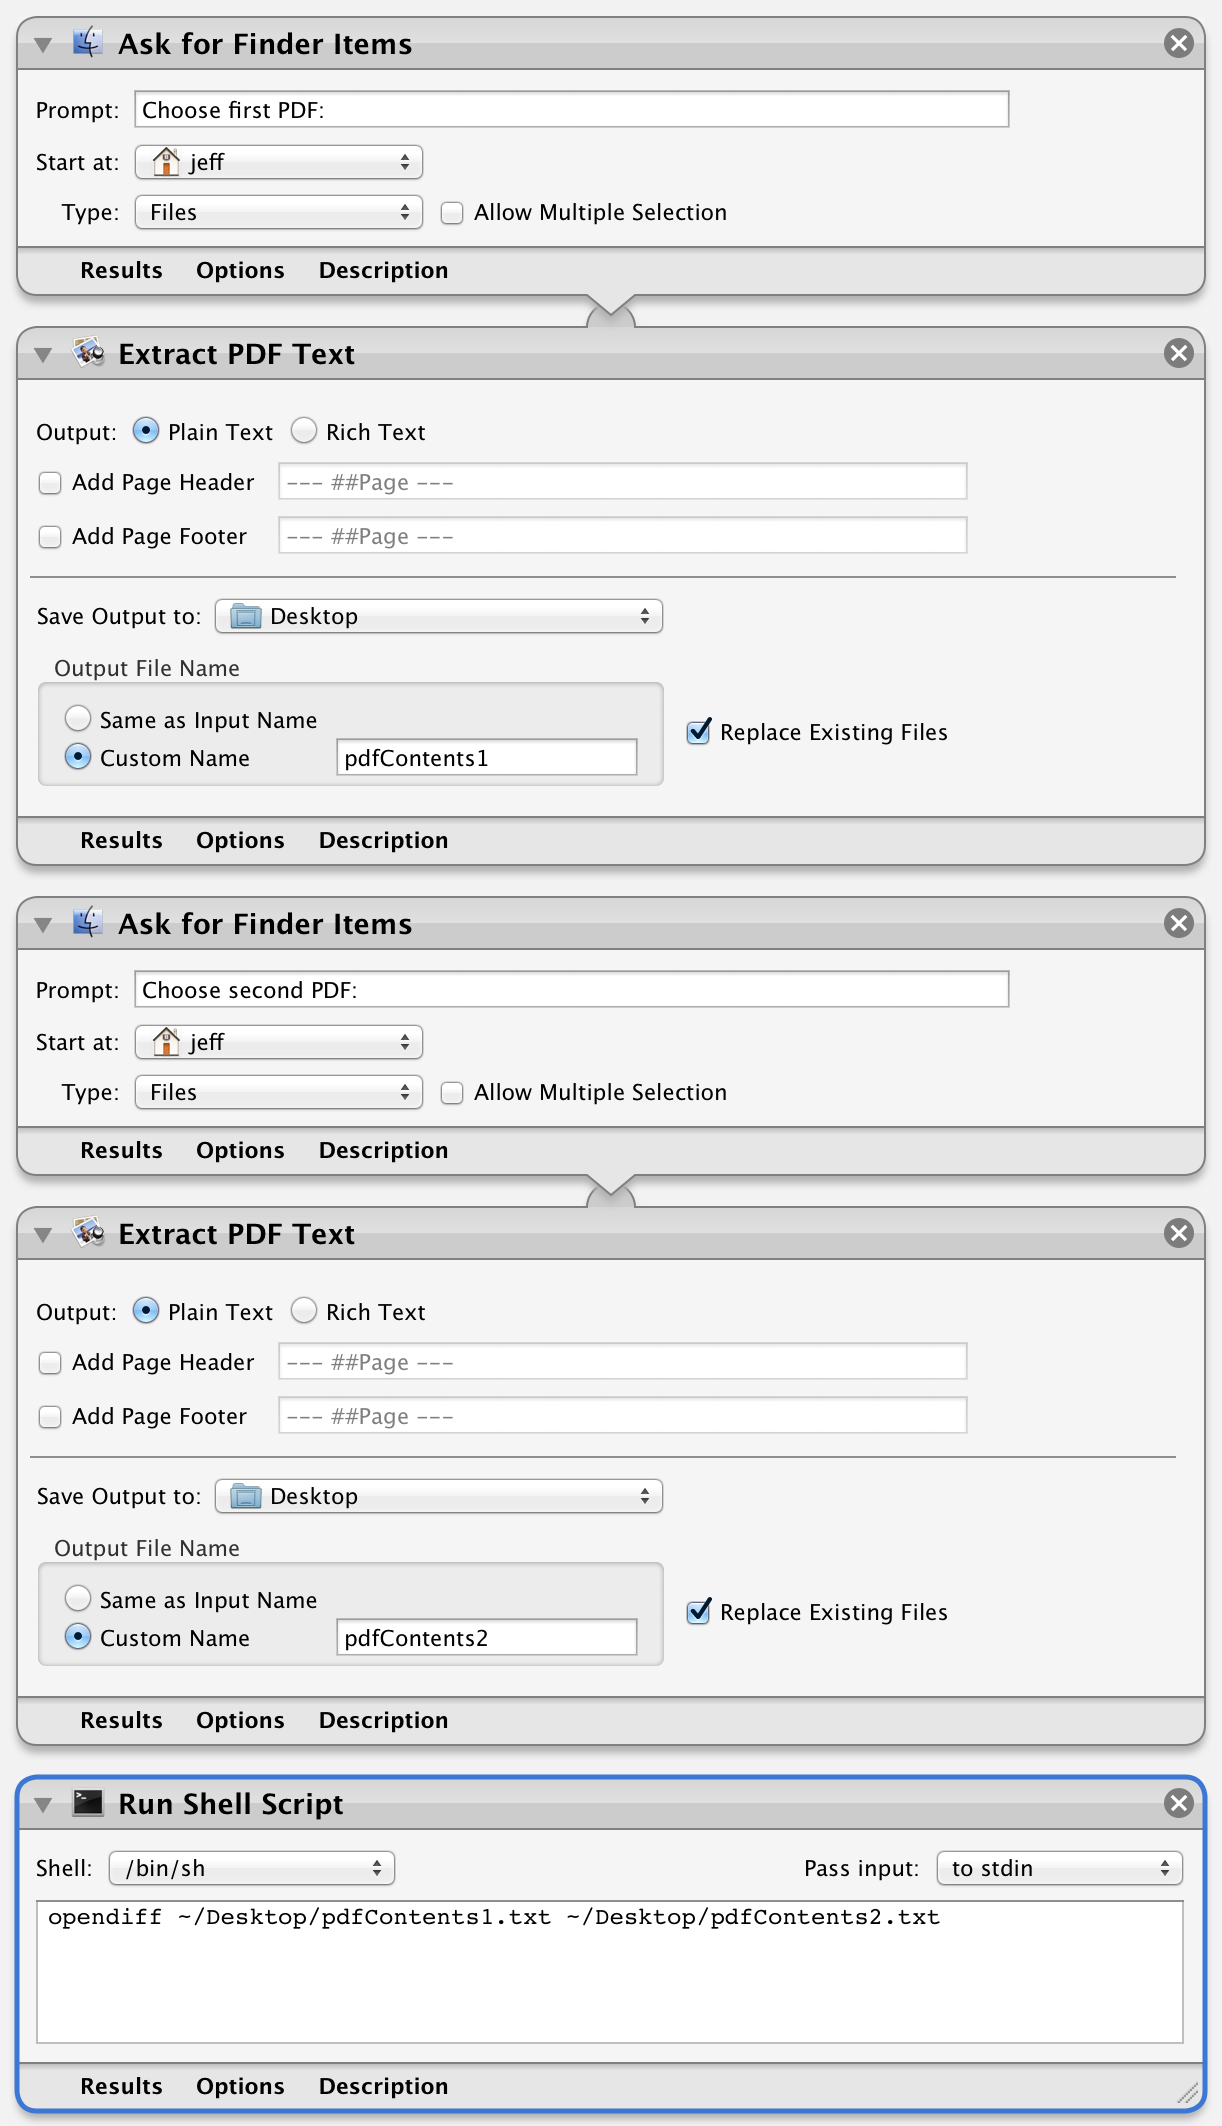 Ask for Finder Items
Prompt: Choose first PDF:
Start at: jeff
Type: Files Allow Multiple Selection
Results Options Description
Extract PDF Text
Output: Plain Text Rich Text
Add Page Header --- ##Page ---
Add Page Footer --- ##Page ---
Save Output to: Desktop
Output File Name
Same as Input Name
Replace Existing Files
Custom Name pdfContents1
Results Options Description
Ask for Finder Items
Prompt: Choose second PDF:
Start at: jeff
Type: Files Allow Multiple Selection
Results Options Description
Extract PDF Text
Output: Plain Text Rich Text
Add Page Header --- ##Page ---
Add Page Footer --- ##Page ---
Save Output to: Desktop
Output File Name
Same as Input Name
Replace Existing Files
Custom Name pdfContents2
Results Options Description
Run Shell Script
Shell: /bin/sh Pass input: to stdin
opendiff ~/Desktop/pdfContents1.txt ~/Desktop/pdfContents2.txt
Results Options Description